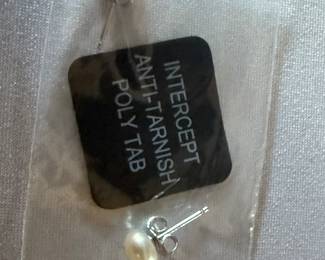 INTERCEPT
ANTI-TARNISH
POLY TAB